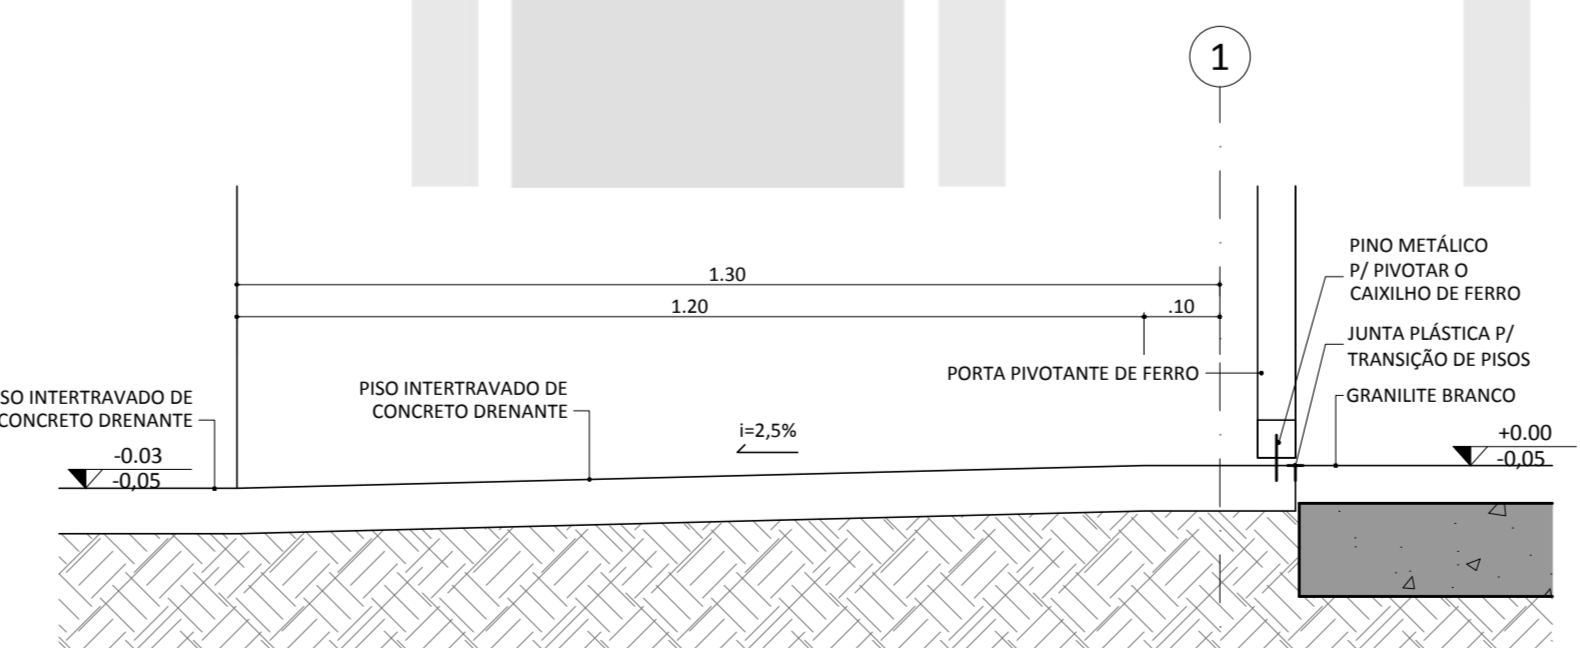 1
1.30
1.20
.10
PINO METÁLICO
P/ PIVOTAR O
CAIXILHO DE FERRO
JUNTA PLÁSTICA P/
TRANSIÇÃO DE PISOS
GRANILITE BRANCO
PORTA PIVOTANTE DE FERRO
SO INTERTRAVADO DE
CONCRETO DRENANTE
PISO INTERTRAVADO DE
CONCRETO DRENANTE
i=2,5%
-0.03
-0,05
+0.00
-0,05